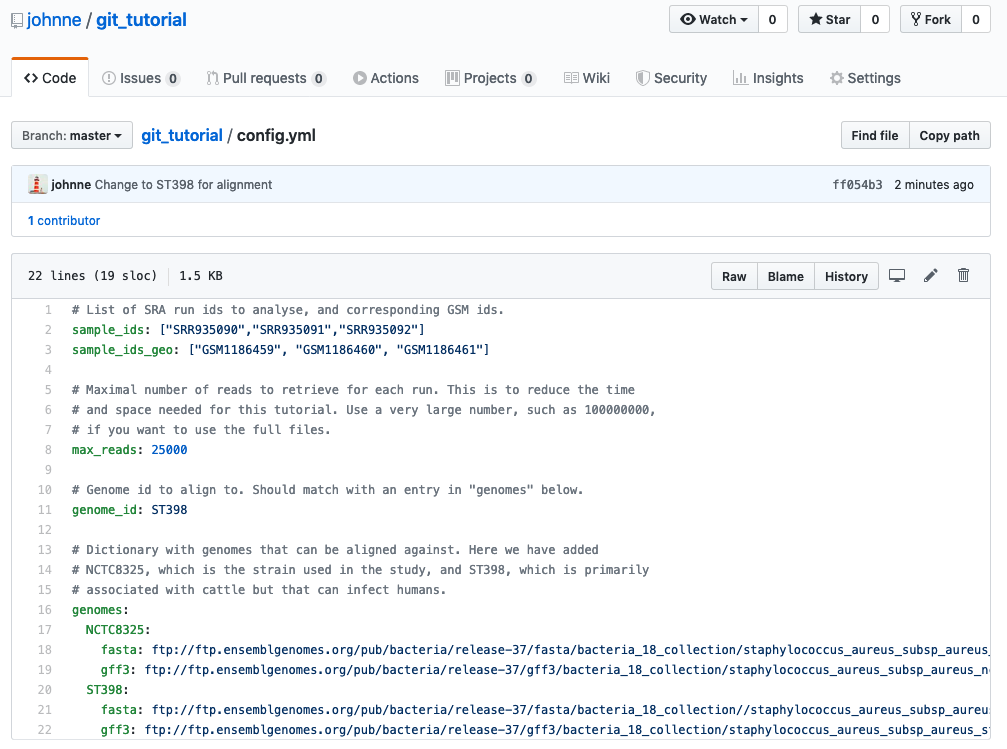 johnne / git_tutorial
Watch 0 Star 0 Fork 0
Code Issues 0 Pull requests 0 Actions Projects 0 Wiki Security Insights Settings
Branch: master git_tutorial / config.yml Find file Copy path
johnne Change to ST398 for alignment ff054b3 2 minutes ago
1 contributor
22 lines (19 sloc) 1.5 KB Raw Blame History
1 # List of SRA run ids to analyse, and corresponding GSM ids.
2 sample_ids: ["SRR935090","SRR935091","SRR935092"]
3 sample_ids_geo: ["GSM1186459", "GSM1186460", "GSM1186461"]
4
5 # Maximal number of reads to retrieve for each run. This is to reduce the time
6 # and space needed for this tutorial. Use a very large number, such as 100000000,
7 # if you want to use the full files.
8 max_reads: 25000
9
10 # Genome id to align to. Should match with an entry in "genomes" below.
11 genome_id: ST398
12
13 # Dictionary with genomes that can be aligned against. Here we have added
14 # NCTC8325, which is the strain used in the study, and ST398, which is primarily
15 # associated with cattle but that can infect humans.
16 genomes:
17 NCTC8325:
18 fasta: ftp://ftp.ensemblgenomes.org/pub/bacteria/release-37/fasta/bacteria_18_collection/staphylococcus_aureus_subsp_aureus_
19 gff3: ftp://ftp.ensemblgenomes.org/pub/bacteria/release-37/gff3/bacteria_18_collection/staphylococcus_aureus_subsp_aureus_n
20 ST398:
21 fasta: ftp://ftp.ensemblgenomes.org/pub/bacteria/release-37/fasta/bacteria_18_collection//staphylococcus_aureus_subsp_aureu
22 gff3: ftp://ftp.ensemblgenomes.org/pub/bacteria/release-37/gff3/bacteria_18_collection/staphylococcus_aureus_subsp_aureus_s